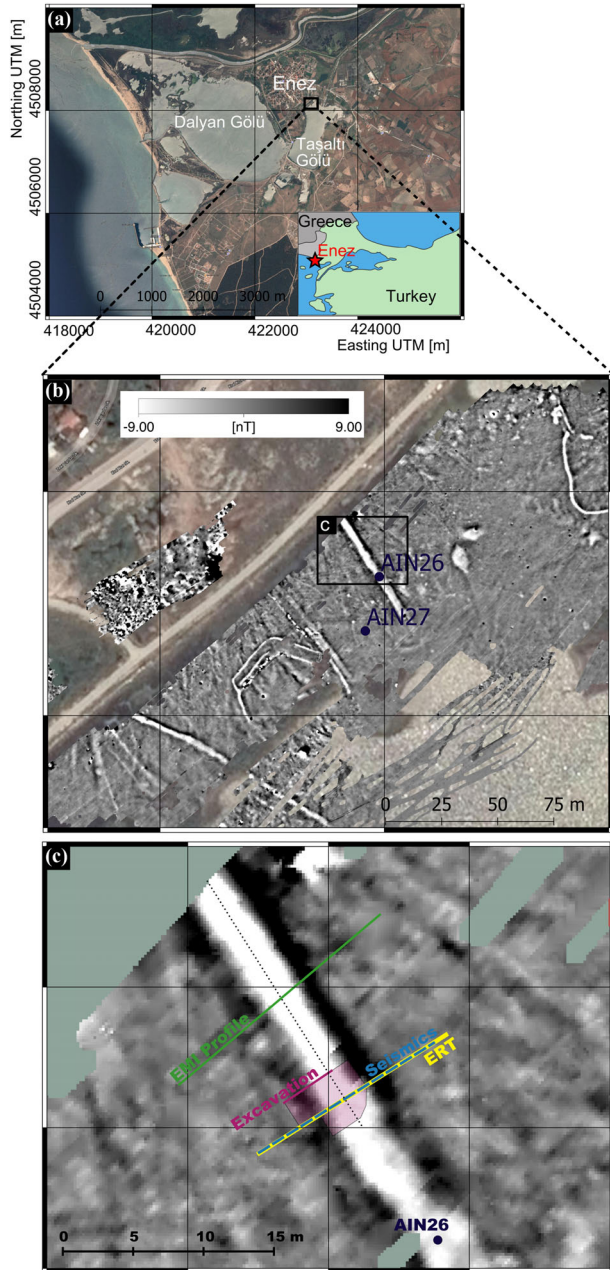 (a)
Northing UTM [m]
4508000
4506000
4504000
Enez
Dalyan Gölü
Taşaltı
Gölü
Greece
Enez
Turkey
0 1000 2000 3000 m
418000 420000 422000 424000
Easting UTM [m]
(b)
-9.00 [nT] 9.00
c
AIN26
AIN27
0 25 50 75 m
(c)
EMI Profile
Excavation
Seismics
ERT
AIN26
0 5 10 15 m